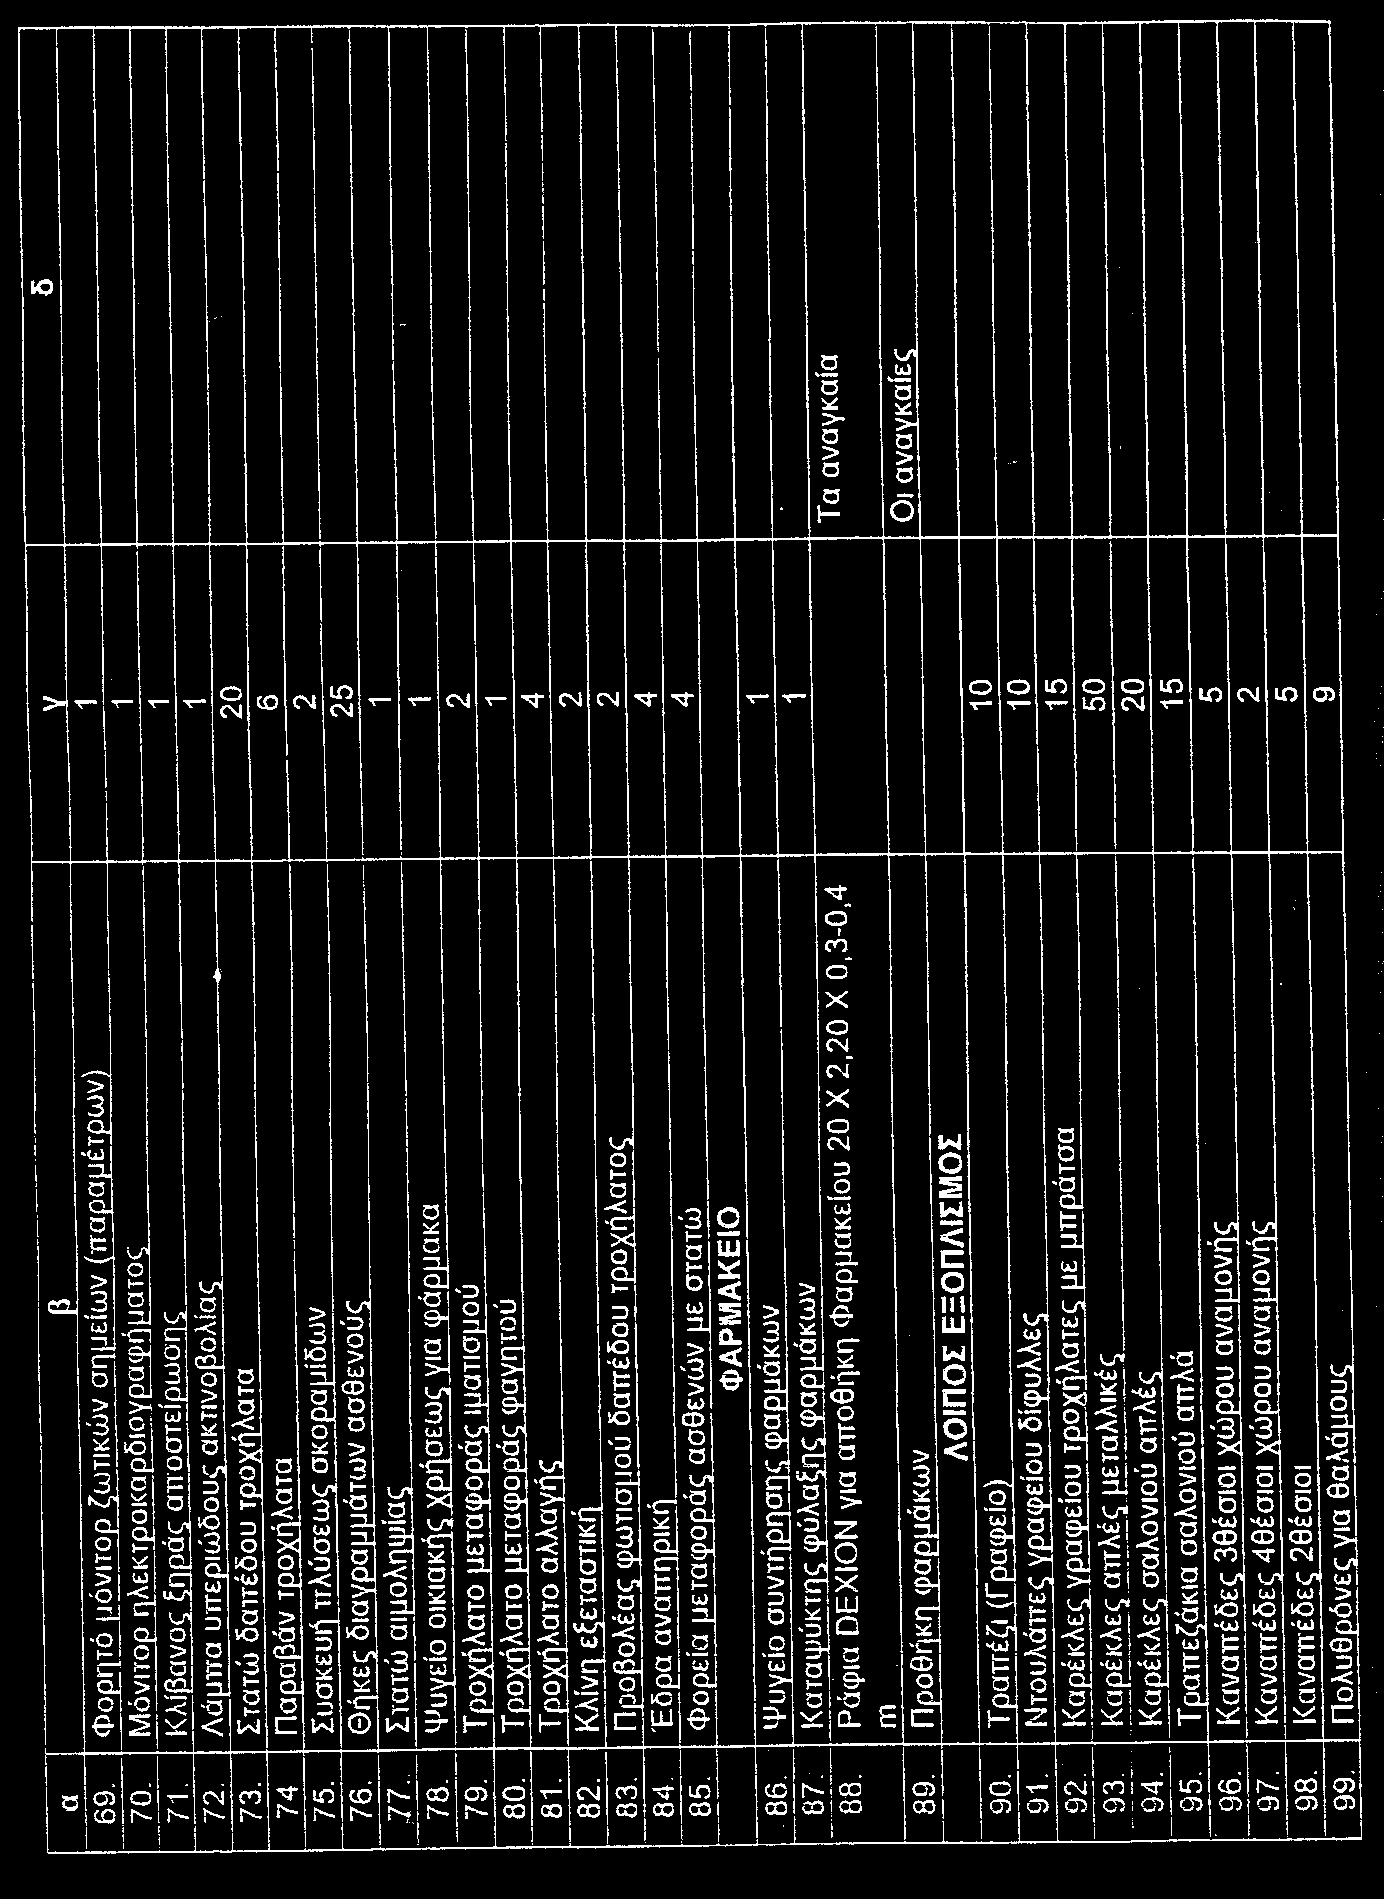 α β γ δ
69. Φορητό μόνιτορ ζωτικών σημείων (παραμέτρων) 1
70. Μόνιτορ ηλεκτροκαρδιογραφήματος 1
71. Κλίβανος ξηράς αποστείρωσης 1
72. Λάμπα υπεριώδους ακτινοβολίας 1
73. Στατώ δαπέδου τροχήλατα 20
74 Παραβάν τροχήλατα 6
75. Συσκευή πλύσεως σκοραμίδων 2
76. Θήκες διαγραμμάτων ασθενούς 25
77. Στατώ αιμοληψίας 1
78. Ψυγείο οικιακής χρήσεως για φάρμακα 1
79. Τροχήλατο μεταφοράς ιματισμού 2
80. Τροχήλατο μεταφοράς φαγητού 1
81. Τροχήλατο αλλαγής 4
82. Κλίνη εξεταστική 2
83. Προβολέας φωτισμού δαπέδου τροχήλατος 2
84. Έδρα αναπηρική 4
85. Φορεία μεταφοράς ασθενών με στατώ 4
ΦΑΡΜΑΚΕΙΟ
86. Ψυγείο συντήρησης φαρμάκων 1
87. Καταψύκτης φύλαξης φαρμάκων 1
88. Ράφια DEXION για αποθήκη Φαρμακείου 20 Χ 2,20 Χ 0,3-0,4 Τα αναγκαία
m
89. Προθήκη φαρμάκων Οι αναγκαίες
ΛΟΙΠΟΣ ΕΞΟΠΛΙΣΜΟΣ
90. Τραπέζι (Γραφείο) 10
91. Ντουλάπες γραφείου δίφυλλες 10
92. Καρέκλες γραφείου τροχήλατες με μπράτσα 15
93. Καρέκλες απλές μεταλλικές 50
94. Καρέκλες σαλονιού απλές 20
95. Τραπεζάκια σαλονιού απλά 15
96. Καναπέδες 3θέσιοι χώρου αναμονής 5
97. Καναπέδες 4θέσιοι χώρου αναμονής 2
98. Καναπέδες 2θέσιοι 5
99. Πολυθρόνες για θαλάμους 9